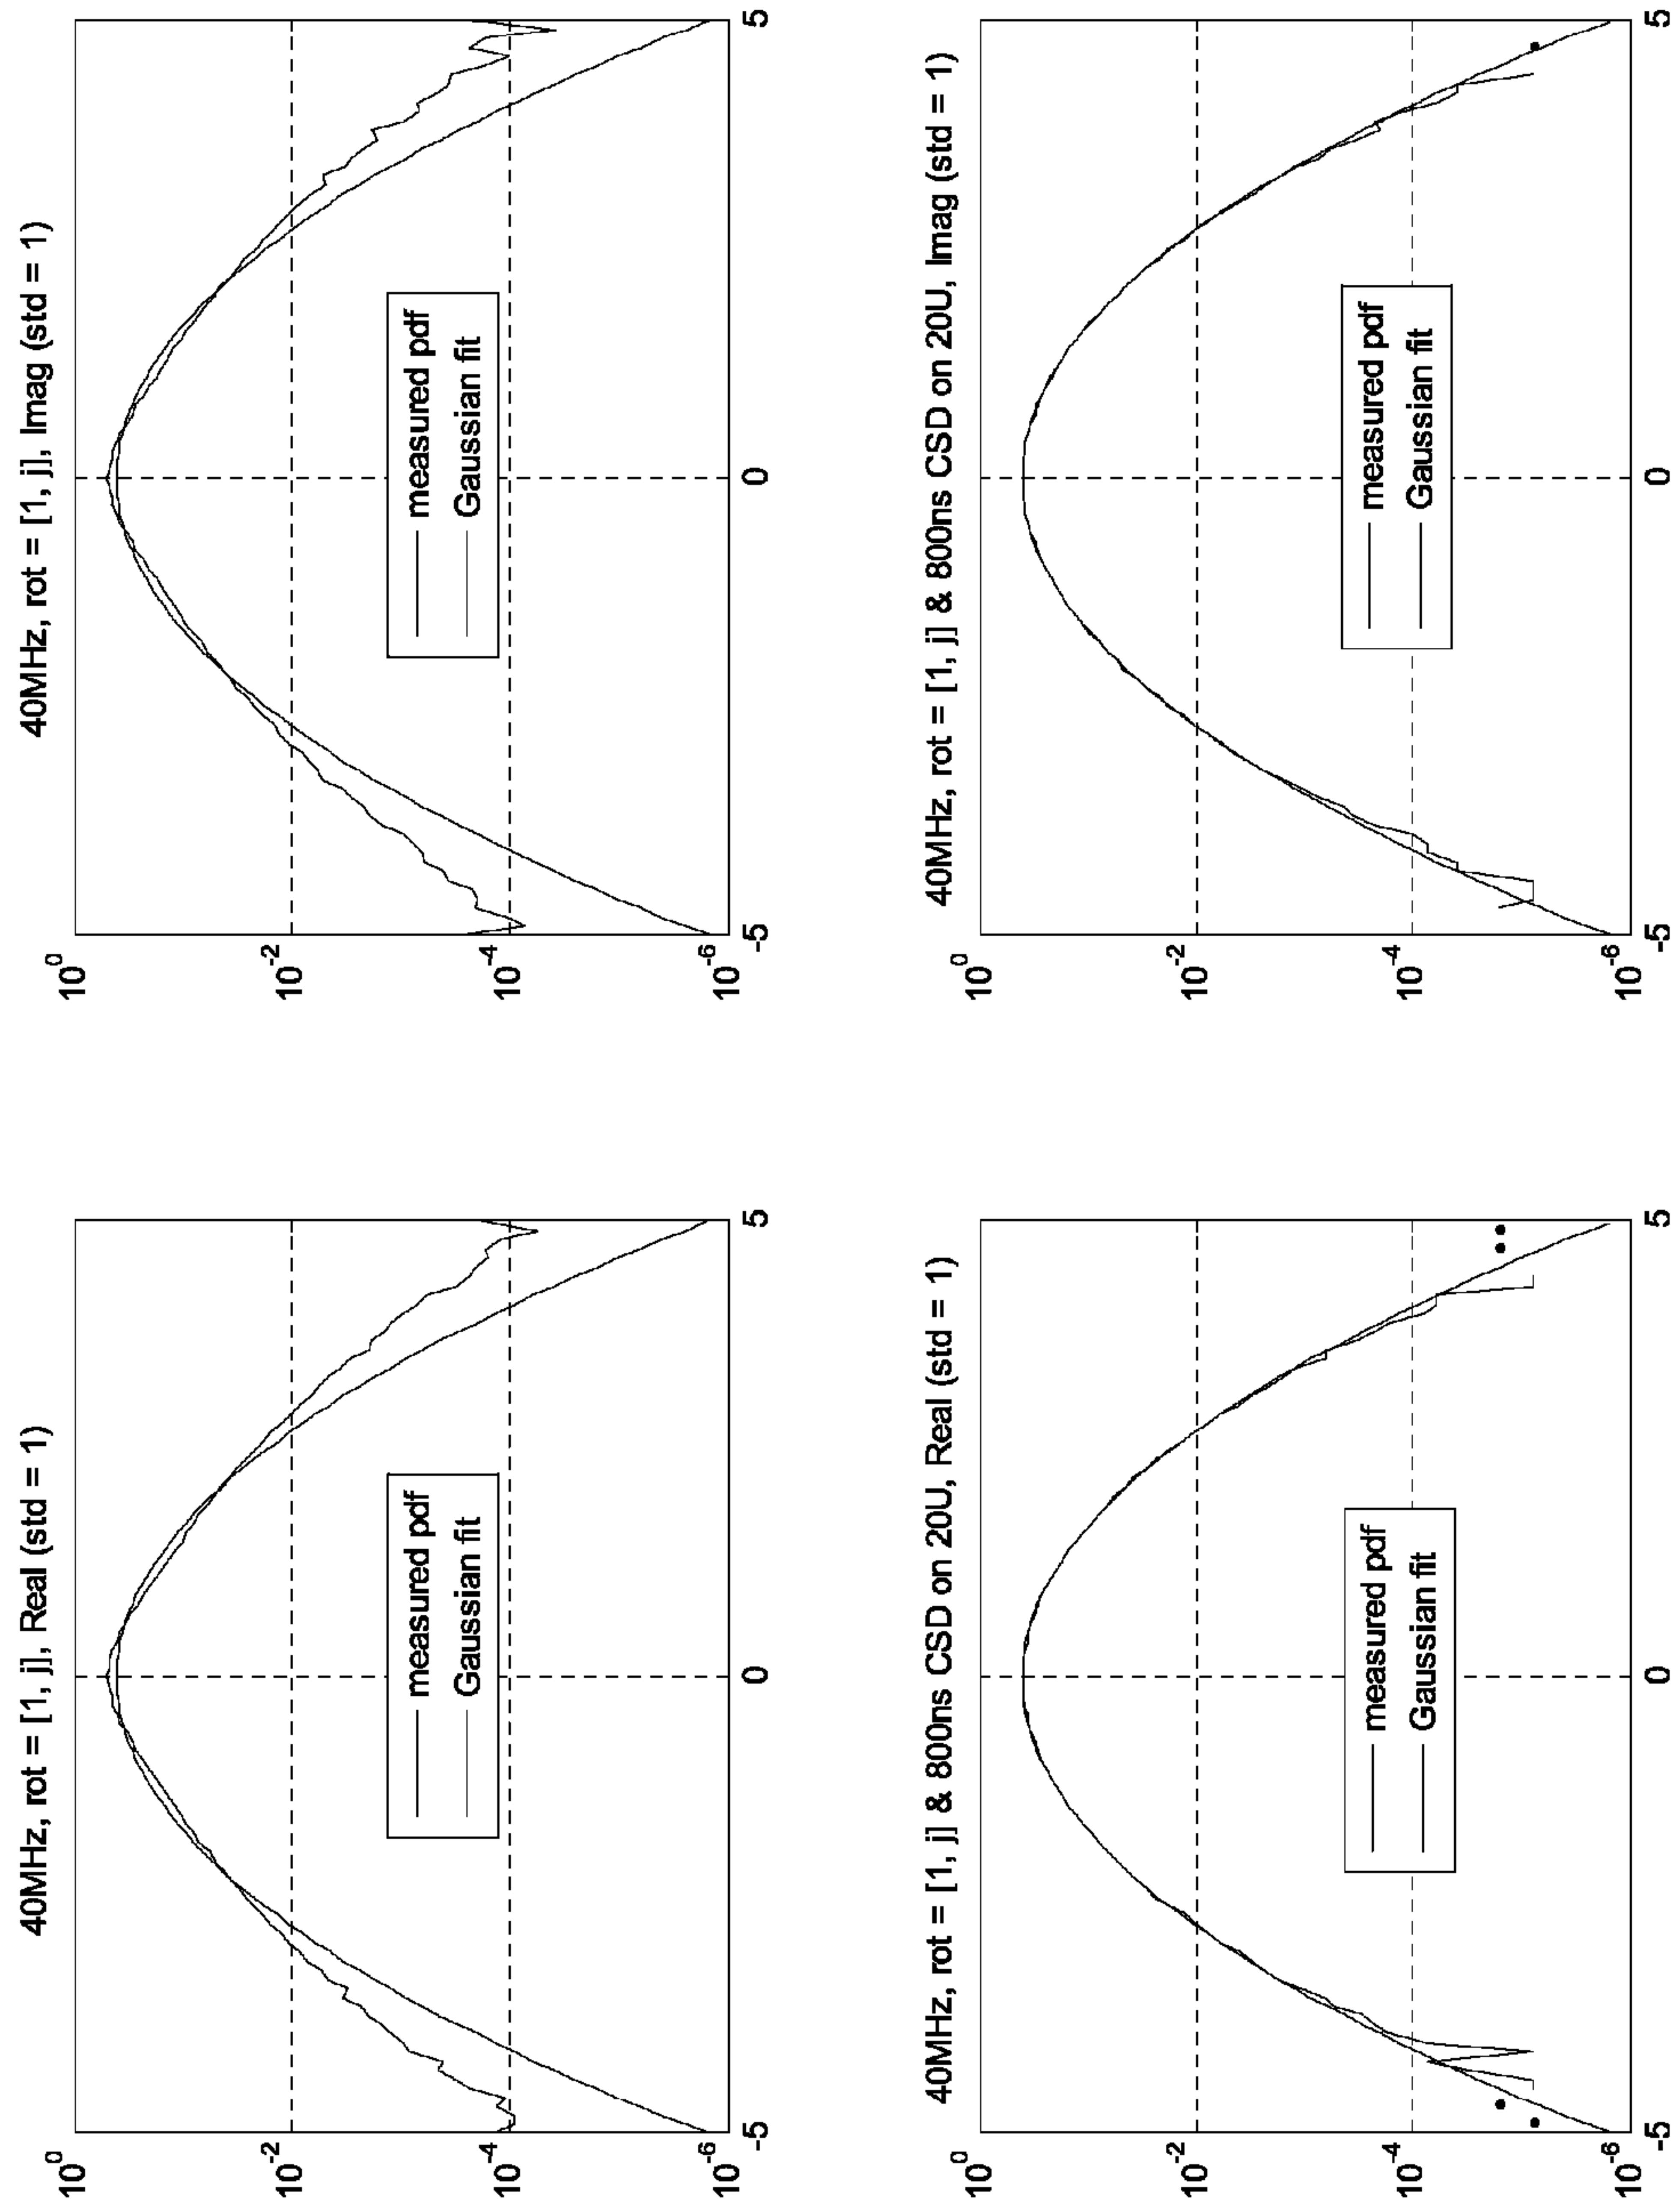 40MHz, rot = [1, j], Real (std = 1)
10^0
10^-2
10^-4
10^-6
measured pdf
Gaussian fit
-5
0
5
40MHz, rot = [1, j], Imag (std = 1)
10^0
10^-2
10^-4
10^-6
measured pdf
Gaussian fit
-5
0
5
40MHz, rot = [1, j] & 800ns CSD on 20U, Real (std = 1)
10^0
10^-2
10^-4
10^-6
measured pdf
Gaussian fit
-5
0
5
40MHz, rot = [1, j] & 800ns CSD on 20U, Imag (std = 1)
10^0
10^-2
10^-4
10^-6
measured pdf
Gaussian fit
-5
0
5